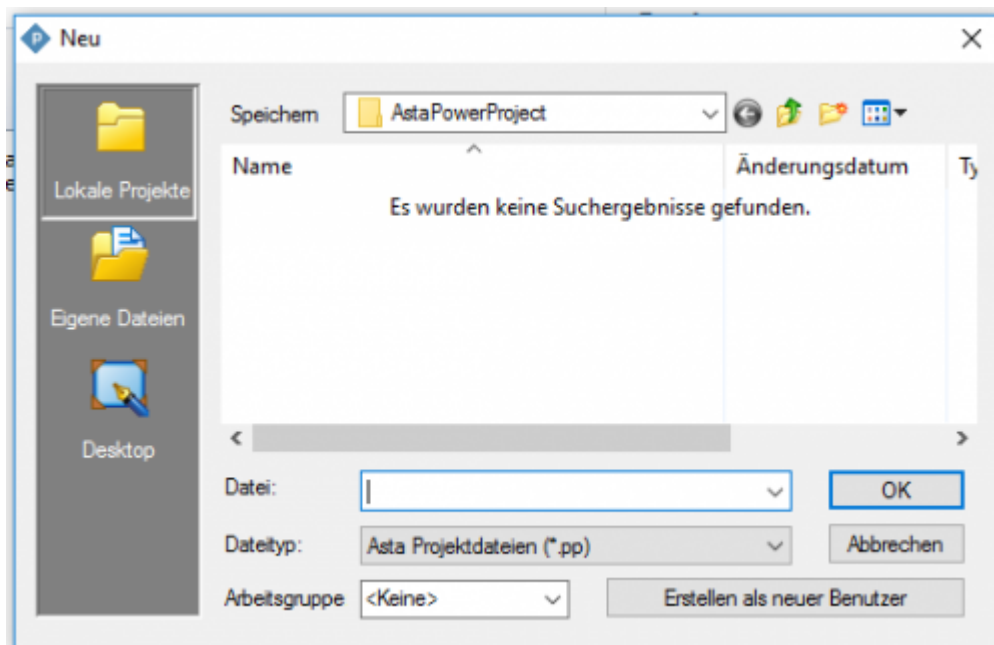 Neu
Speichern AstaPowerProject
Name Änderungsdatum
Es wurden keine Suchergebnisse gefunden.
Lokale Projekte
Eigene Dateien
Desktop
Datei: OK
Dateityp: Asta Projektdateien (*.pp) Abbrechen
Arbeitsgruppe <Keine> Erstellen als neuer Benutzer